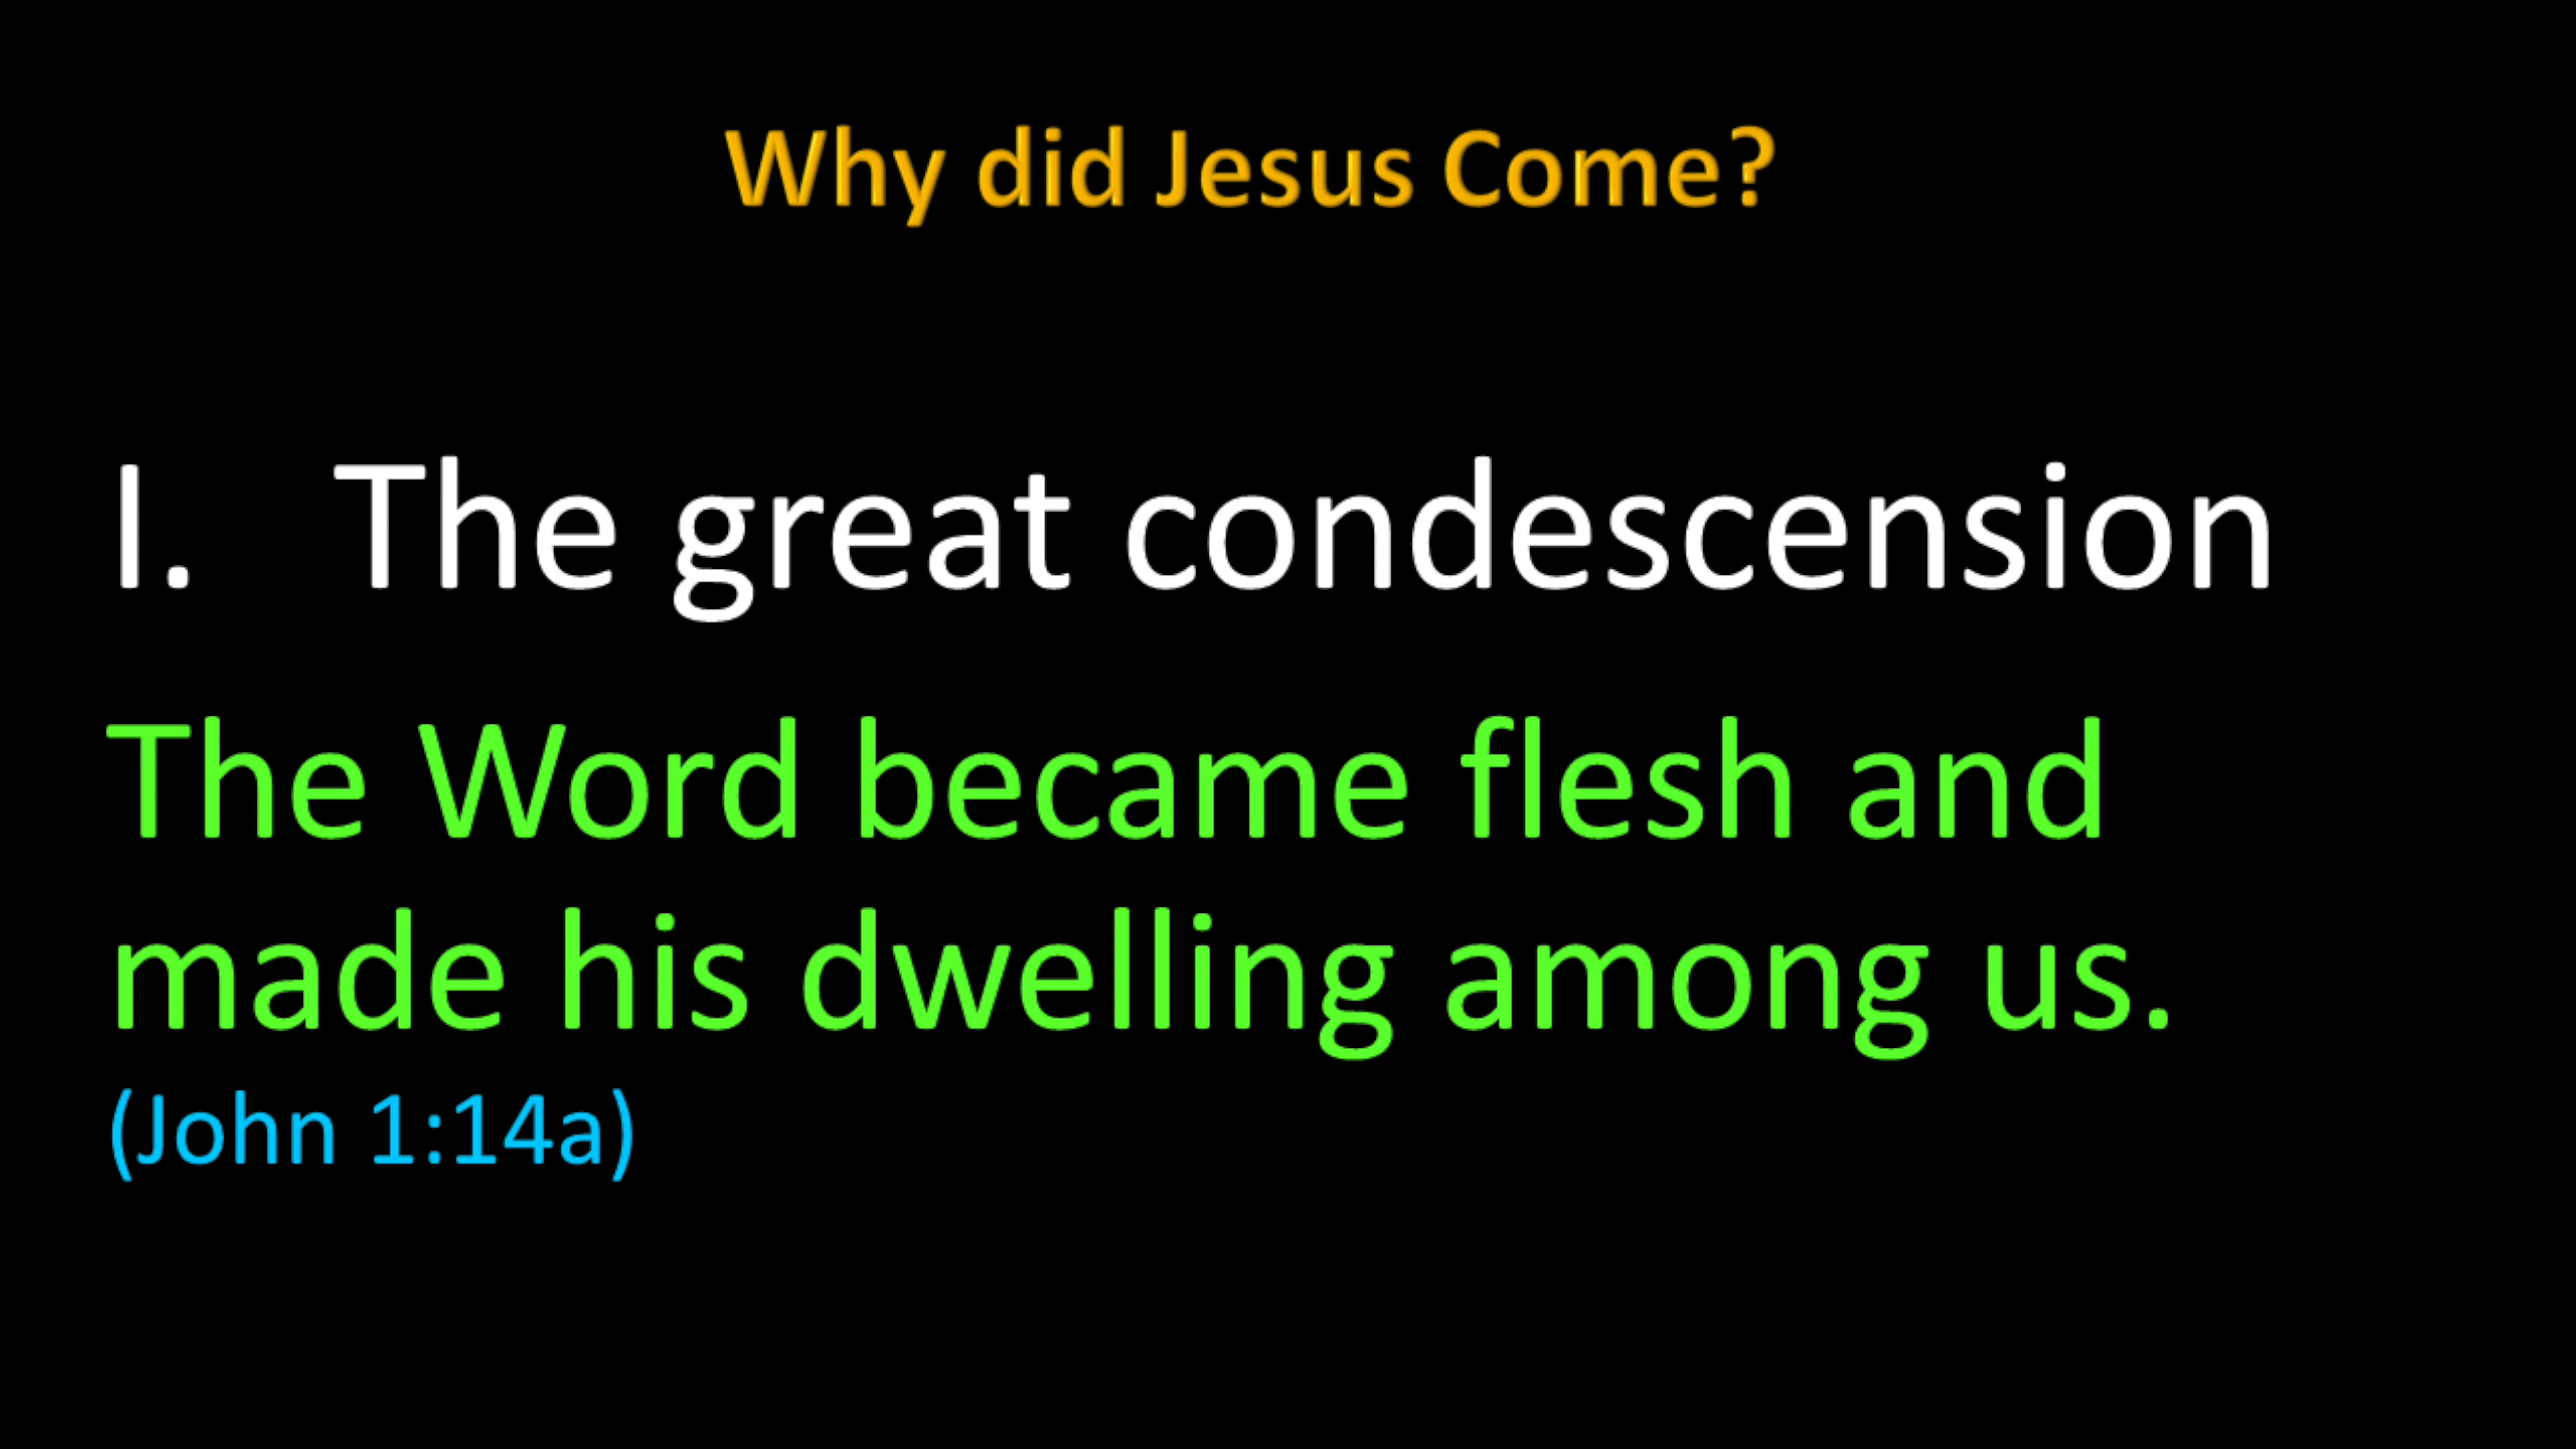 Why did Jesus Come?
I. The great condescension
The Word became flesh and
made his dwelling among us.
(John 1:14a)